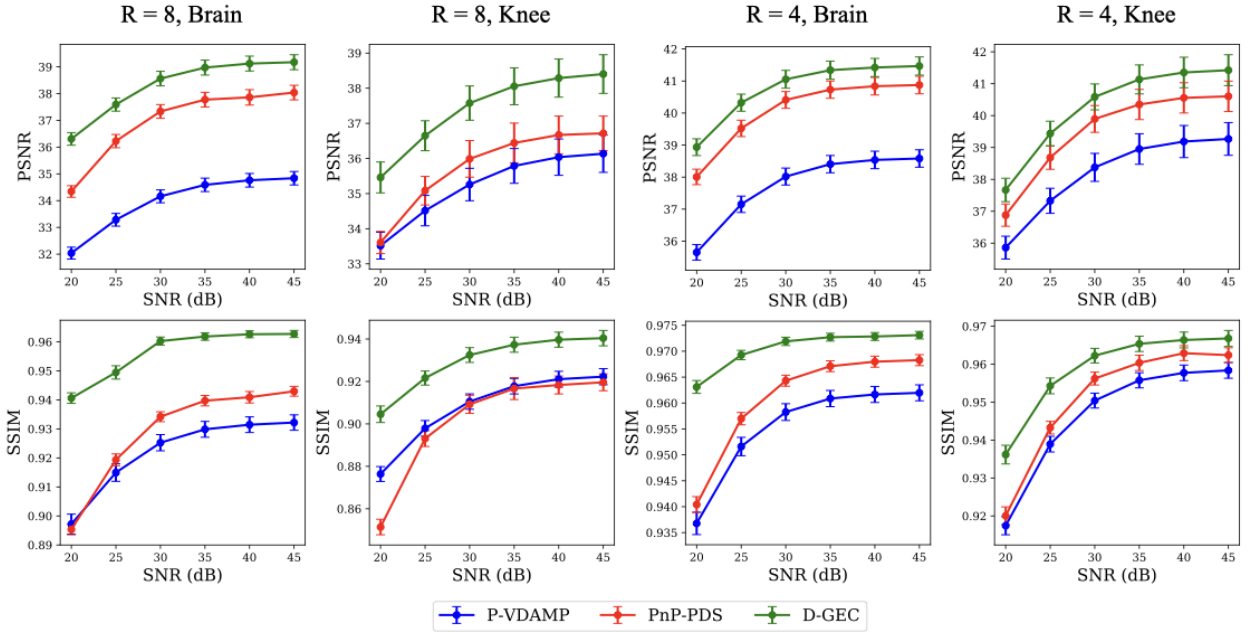 R = 8, Brain
R = 8, Knee
R = 4, Brain
R = 4, Knee
PSNR
39
38
37
36
35
34
33
32
20 25 30 35 40 45
SNR (dB)
PSNR
39
38
37
36
35
34
33
20 25 30 35 40 45
SNR (dB)
PSNR
42
41
40
39
38
37
36
20 25 30 35 40 45
SNR (dB)
PSNR
42
41
40
39
38
37
36
20 25 30 35 40 45
SNR (dB)
SSIM
0.96
0.95
0.94
0.93
0.92
0.91
0.90
0.89
20 25 30 35 40 45
SNR (dB)
SSIM
0.94
0.92
0.90
0.88
0.86
20 25 30 35 40 45
SNR (dB)
SSIM
0.975
0.970
0.965
0.960
0.955
0.950
0.945
0.940
0.935
20 25 30 35 40 45
SNR (dB)
SSIM
0.97
0.96
0.95
0.94
0.93
0.92
20 25 30 35 40 45
SNR (dB)
P-VDAMP PnP-PDS D-GEC